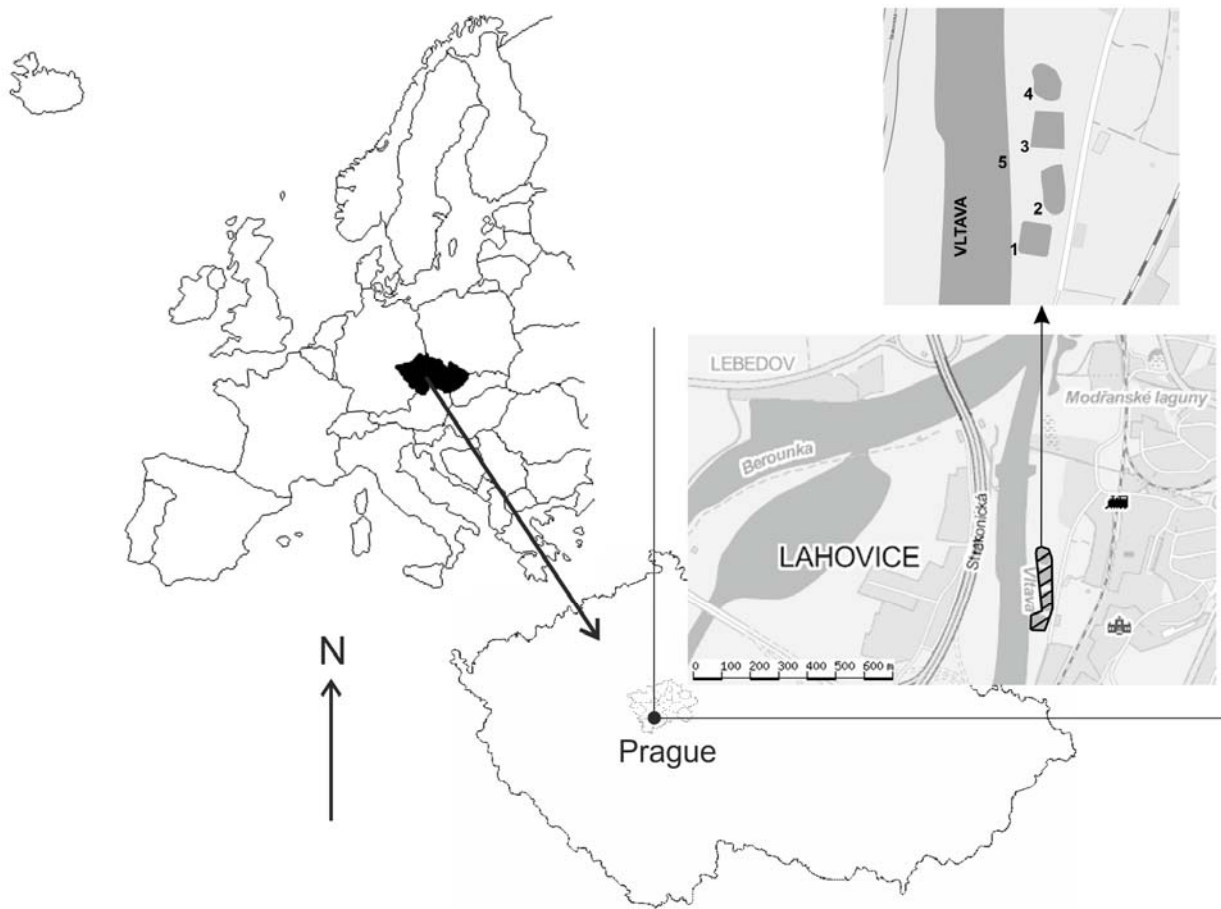 4
3
5
2
1
VLTAVA
LEBEDOV
Modřanské laguny
Berounka
Strakonická
LAHOVICE
Vltava
0 100 200 300 400 500 600 m
N
Prague